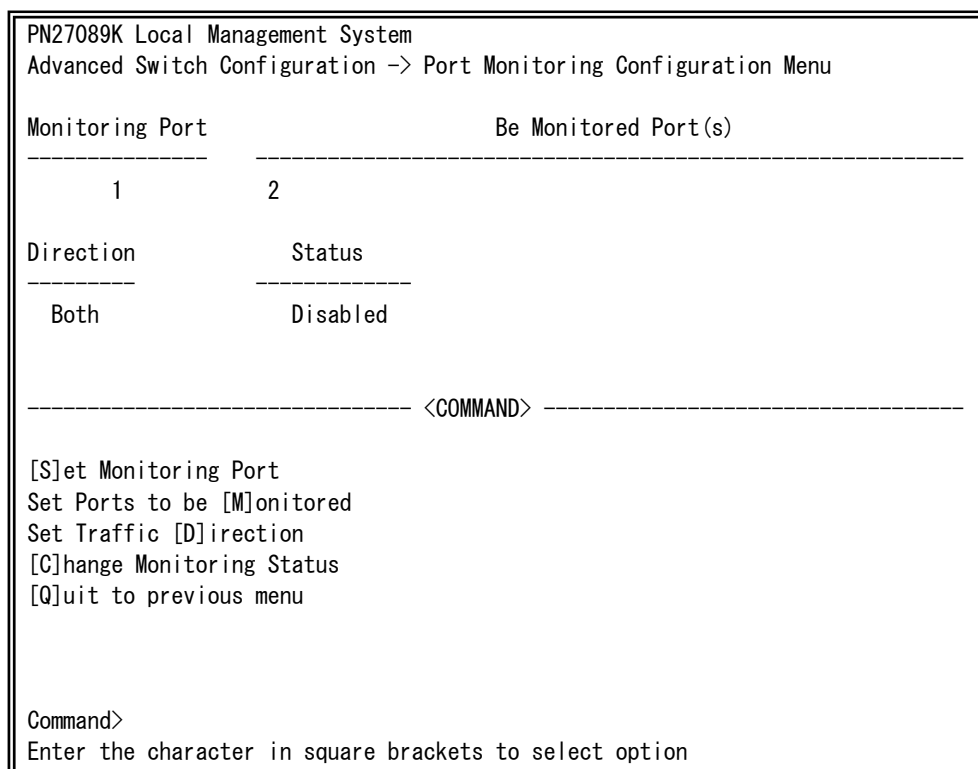 PN27089K Local Management System
Advanced Switch Configuration -> Port Monitoring Configuration Menu
Monitoring Port Be Monitored Port(s)
--------------- -----------------------------------------------------------
1 2
Direction Status
--------- -------------
Both Disabled
-------------------------------- <COMMAND> -----------------------------------
[S]et Monitoring Port
Set Ports to be [M]onitored
Set Traffic [D]irection
[C]hange Monitoring Status
[Q]uit to previous menu
Command>
Enter the character in square brackets to select option